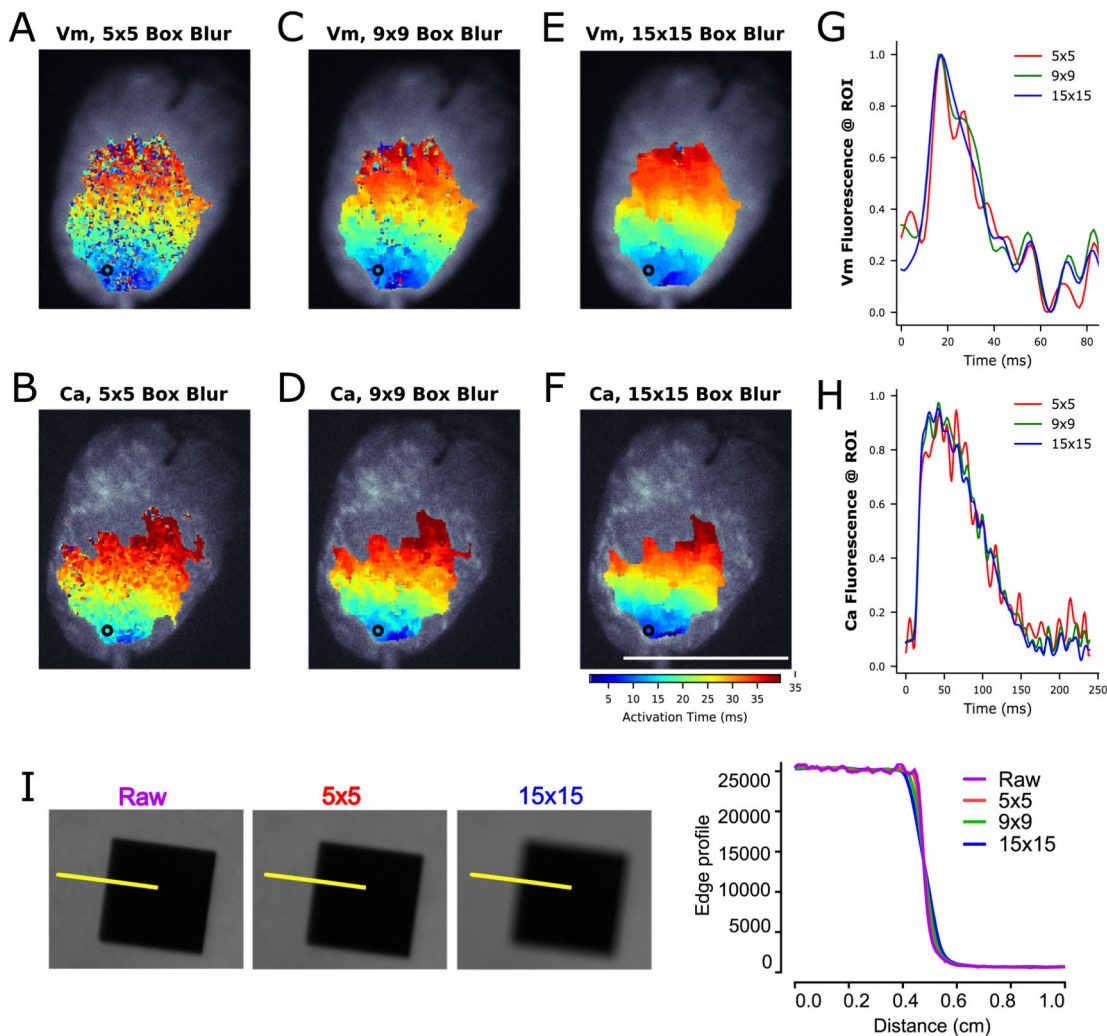 A
Vm, 5x5 Box Blur
C
Vm, 9x9 Box Blur
E
Vm, 15x15 Box Blur
G
5x5
9x9
15x15
Vm Fluorescence @ ROI
1.0
0.8
0.6
0.4
0.2
0.0
0 20 40 60 80
Time (ms)
B
Ca, 5x5 Box Blur
D
Ca, 9x9 Box Blur
F
Ca, 15x15 Box Blur
5 10 15 20 25 30 35
35
Activation Time (ms)
H
5x5
9x9
15x15
Ca Fluorescence @ ROI
1.0
0.8
0.6
0.4
0.2
0.0
0 50 100 150 200 250
Time (ms)
I
Raw
5x5
15x15
Raw
5x5
9x9
15x15
Edge profile
25000
20000
15000
10000
5000
0
0.0 0.2 0.4 0.6 0.8 1.0
Distance (cm)